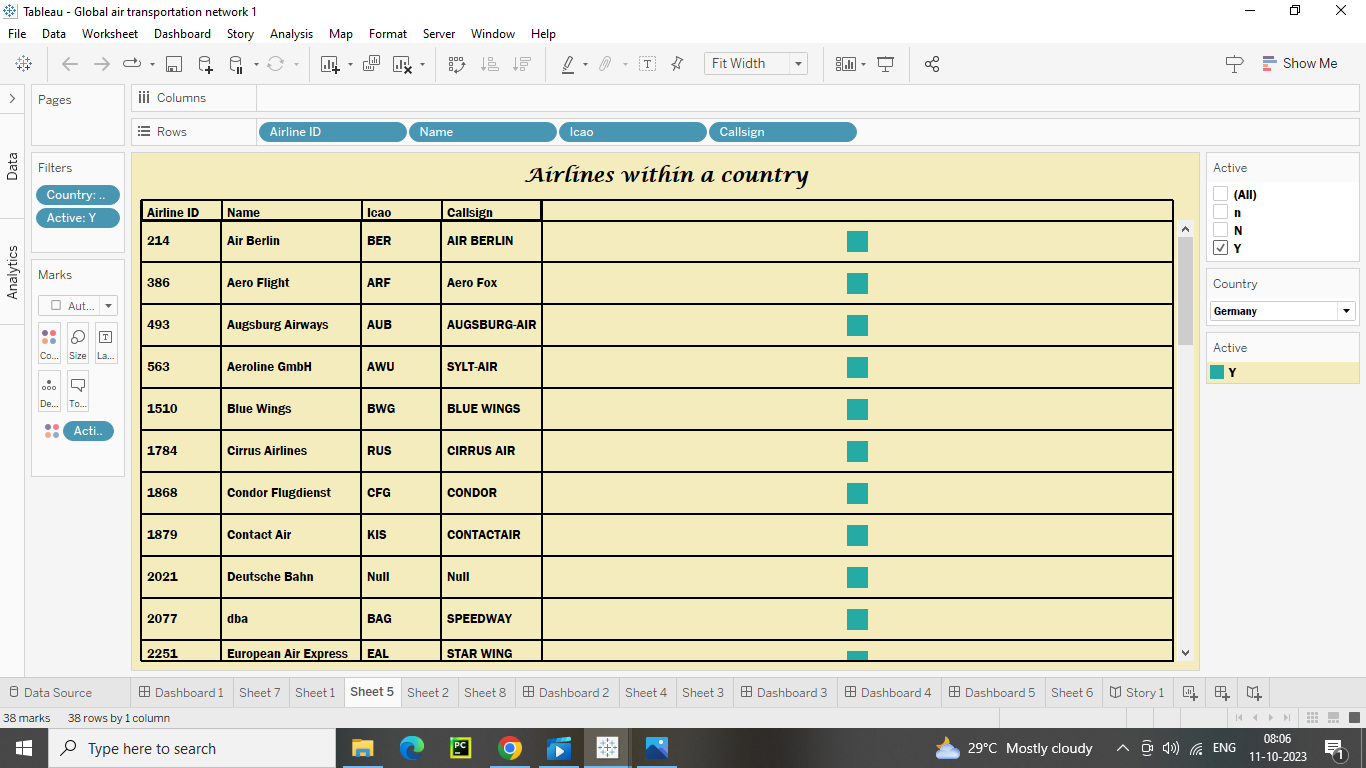 Tableau - Global air transportation network 1
File Data Worksheet Dashboard Story Analysis Map Format Server Window Help
Fit Width
Show Me
Pages
Columns
Rows Airline ID Name Icao Callsign
Data
Analytics
Filters
Country: ..
Active: Y
Marks
Aut...
Co... Size La...
De... To...
Acti..
Airlines within a country
Airline ID Name Icao Callsign
214 Air Berlin BER AIR BERLIN
386 Aero Flight ARF Aero Fox
493 Augsburg Airways AUB AUGSBURG-AIR
563 Aeroline GmbH AWU SYLT-AIR
1510 Blue Wings BWG BLUE WINGS
1784 Cirrus Airlines RUS CIRRUS AIR
1868 Condor Flugdienst CFG CONDOR
1879 Contact Air KIS CONTACTAIR
2021 Deutsche Bahn Null Null
2077 dba BAG SPEEDWAY
2251 European Air Express EAL STAR WING
Active
(All)
n
N
Y
Country
Germany
Active
Y
Data Source Dashboard 1 Sheet 7 Sheet 1 Sheet 5 Sheet 2 Sheet 8 Dashboard 2 Sheet 4 Sheet 3 Dashboard 3 Dashboard 4 Dashboard 5 Sheet 6 Story 1
38 marks 38 rows by 1 column
Type here to search
PC
29°C Mostly cloudy
ENG
08:06
11-10-2023
1